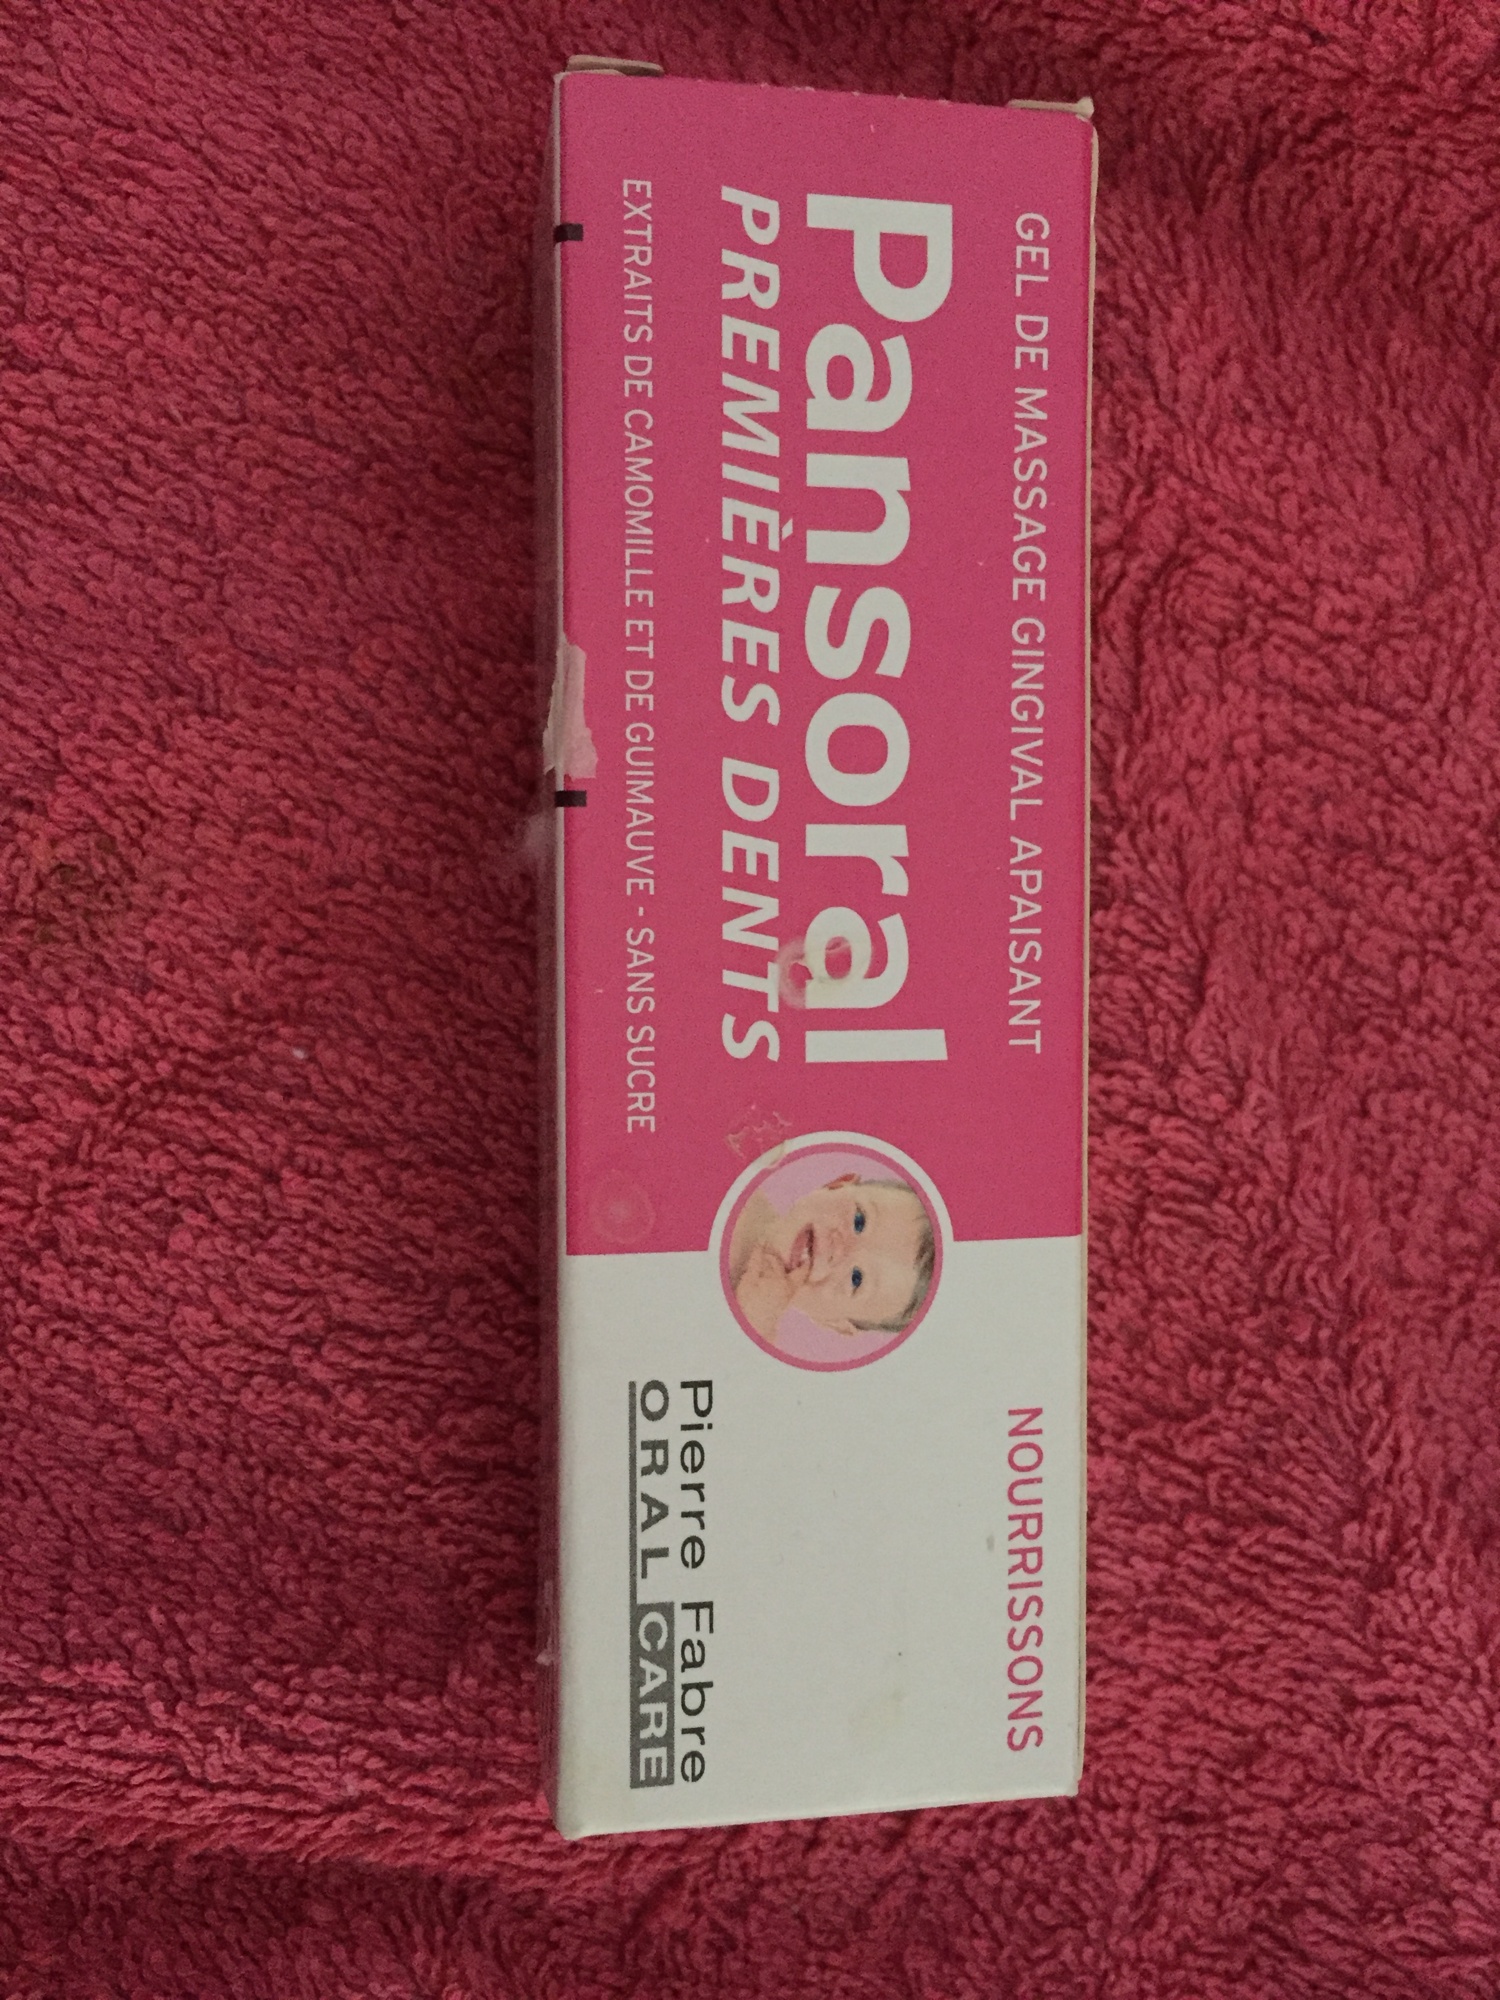 GEL DE MASSAGE GINGIVAL APAISANT
NOURRISSONS
Pansoral
PREMIÈRES DENTS
EXTRAITS DE CAMOMILLE ET DE GUIMAUVE - SANS SUCRE
Pierre Fabre
ORAL CARE